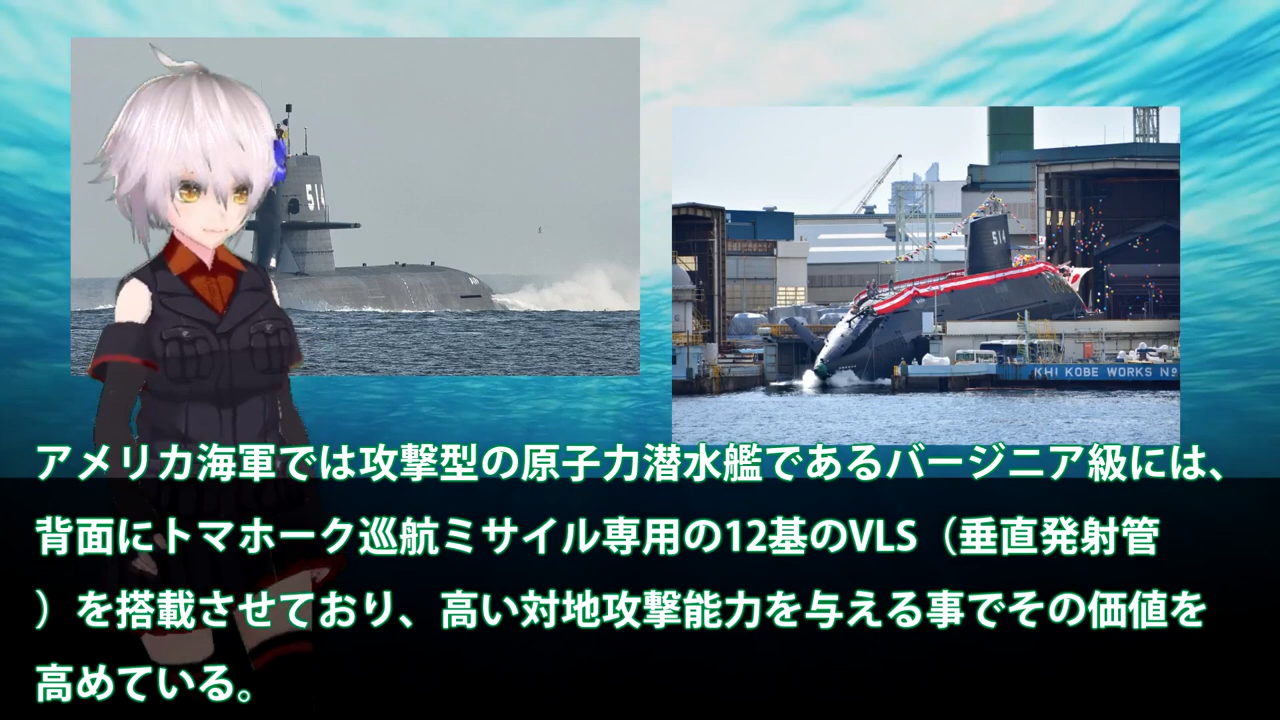 514
514
KHI KOBE WORKS Nº
アメリカ海軍では攻撃型の原子力潜水艦であるバージニア級には、
背面にトマホーク巡航ミサイル専用の12基のVLS（垂直発射管
）を搭載させており、高い対地攻撃能力を与える事でその価値を
高めている。